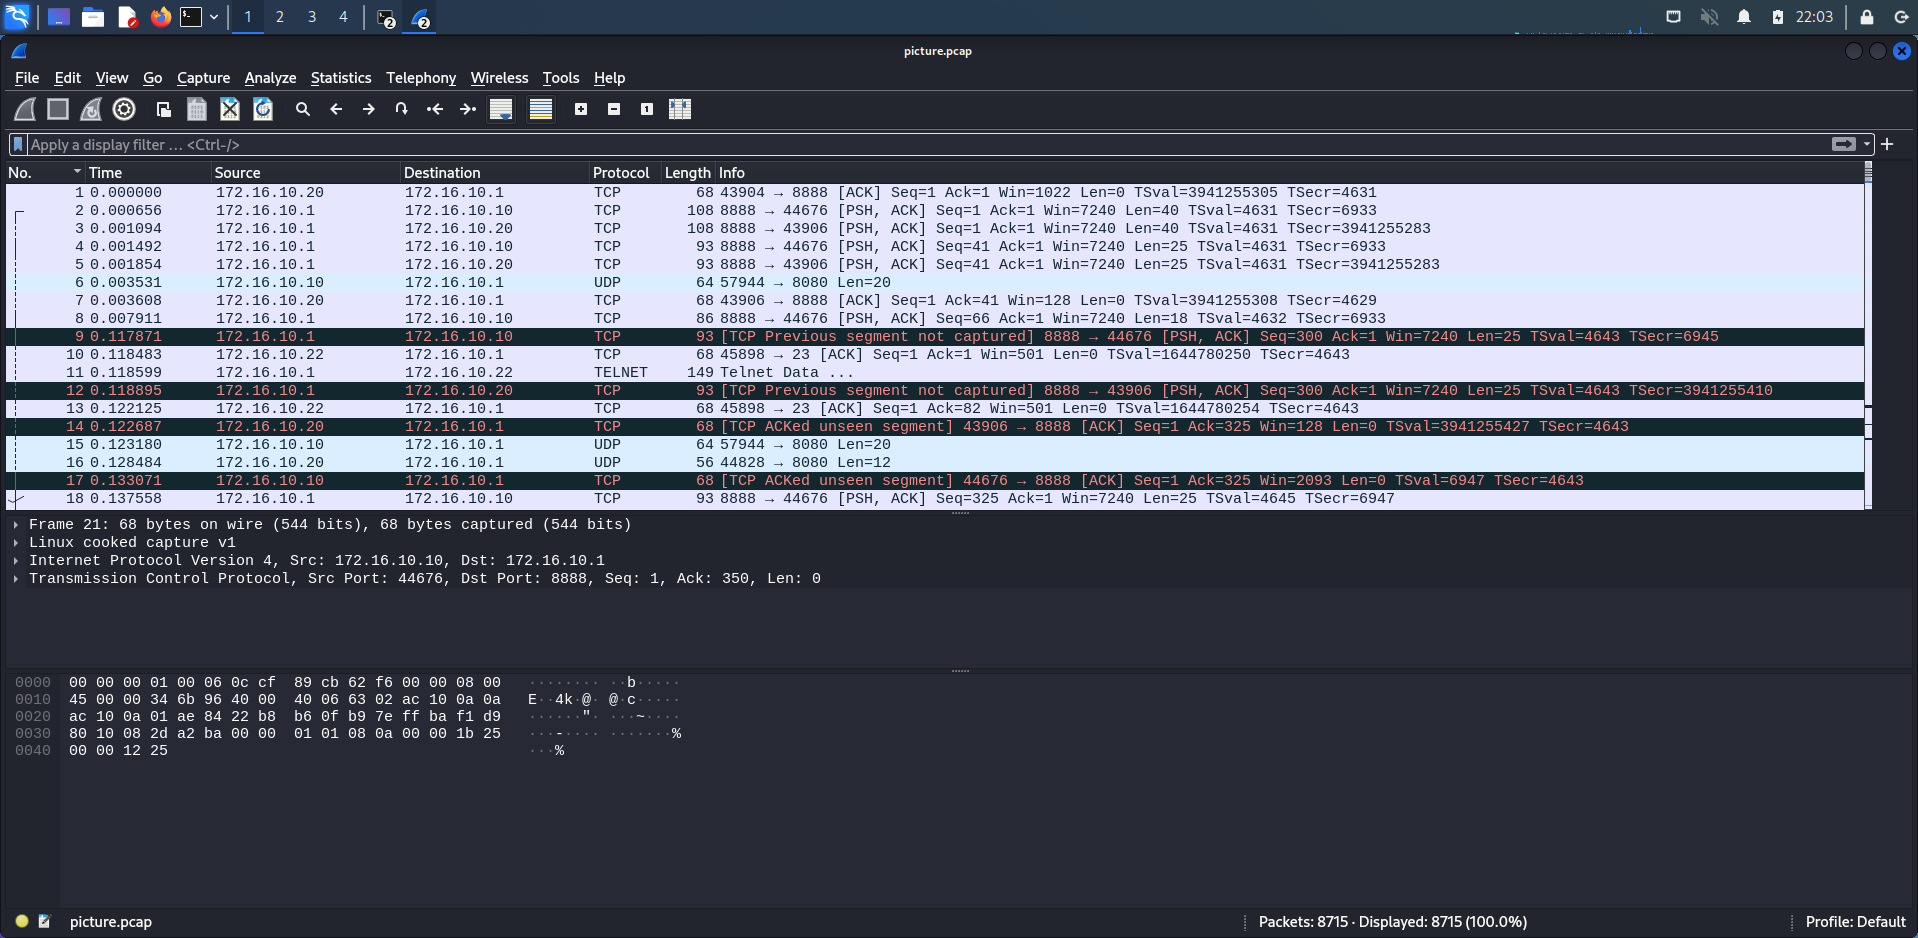 1 2 3 4 2 2 22:03
picture.pcap
File Edit View Go Capture Analyze Statistics Telephony Wireless Tools Help
Apply a display filter … <Ctrl-/>
No. Time Source Destination Protocol Length Info
1 0.000000 172.16.10.20 172.16.10.1 TCP 68 43904 → 8888 [ACK] Seq=1 Ack=1 Win=1022 Len=0 TSval=3941255305 TSecr=4631
2 0.000656 172.16.10.1 172.16.10.10 TCP 108 8888 → 44676 [PSH, ACK] Seq=1 Ack=1 Win=7240 Len=40 TSval=4631 TSecr=6933
3 0.001094 172.16.10.1 172.16.10.20 TCP 108 8888 → 43906 [PSH, ACK] Seq=1 Ack=1 Win=7240 Len=40 TSval=4631 TSecr=3941255283
4 0.001492 172.16.10.1 172.16.10.10 TCP 93 8888 → 44676 [PSH, ACK] Seq=41 Ack=1 Win=7240 Len=25 TSval=4631 TSecr=6933
5 0.001854 172.16.10.1 172.16.10.20 TCP 93 8888 → 43906 [PSH, ACK] Seq=41 Ack=1 Win=7240 Len=25 TSval=4631 TSecr=3941255283
6 0.003531 172.16.10.10 172.16.10.1 UDP 64 57944 → 8080 Len=20
7 0.003608 172.16.10.20 172.16.10.1 TCP 68 43906 → 8888 [ACK] Seq=1 Ack=41 Win=128 Len=0 TSval=3941255308 TSecr=4629
8 0.007911 172.16.10.1 172.16.10.10 TCP 86 8888 → 44676 [PSH, ACK] Seq=66 Ack=1 Win=7240 Len=18 TSval=4632 TSecr=6933
9 0.117871 172.16.10.1 172.16.10.10 TCP 93 [TCP Previous segment not captured] 8888 → 44676 [PSH, ACK] Seq=300 Ack=1 Win=7240 Len=25 TSval=4643 TSecr=6945
10 0.118483 172.16.10.22 172.16.10.1 TCP 68 45898 → 23 [ACK] Seq=1 Ack=1 Win=501 Len=0 TSval=1644780250 TSecr=4643
11 0.118599 172.16.10.1 172.16.10.22 TELNET 149 Telnet Data ...
12 0.118895 172.16.10.1 172.16.10.20 TCP 93 [TCP Previous segment not captured] 8888 → 43906 [PSH, ACK] Seq=300 Ack=1 Win=7240 Len=25 TSval=4643 TSecr=3941255410
13 0.122125 172.16.10.22 172.16.10.1 TCP 68 45898 → 23 [ACK] Seq=1 Ack=82 Win=501 Len=0 TSval=1644780254 TSecr=4643
14 0.122687 172.16.10.20 172.16.10.1 TCP 68 [TCP ACKed unseen segment] 43906 → 8888 [ACK] Seq=1 Ack=325 Win=128 Len=0 TSval=3941255427 TSecr=4643
15 0.123180 172.16.10.10 172.16.10.1 UDP 64 57944 → 8080 Len=20
16 0.128484 172.16.10.20 172.16.10.1 UDP 56 44828 → 8080 Len=12
17 0.133071 172.16.10.10 172.16.10.1 TCP 68 [TCP ACKed unseen segment] 44676 → 8888 [ACK] Seq=1 Ack=325 Win=2093 Len=0 TSval=6947 TSecr=4643
18 0.137558 172.16.10.1 172.16.10.10 TCP 93 8888 → 44676 [PSH, ACK] Seq=325 Ack=1 Win=7240 Len=25 TSval=4645 TSecr=6947
Frame 21: 68 bytes on wire (544 bits), 68 bytes captured (544 bits)
Linux cooked capture v1
Internet Protocol Version 4, Src: 172.16.10.10, Dst: 172.16.10.1
Transmission Control Protocol, Src Port: 44676, Dst Port: 8888, Seq: 1, Ack: 350, Len: 0
0000 00 00 00 01 00 06 0c cf 89 cb 62 f6 00 00 08 00 ········ ··b·····
0010 45 00 00 34 6b 96 40 00 40 06 63 02 ac 10 0a 0a E··4k·@· @·c·····
0020 ac 10 0a 01 ae 84 22 b8 b6 0f b9 7e ff ba f1 d9 ······"· ···~····
0030 80 10 08 2d a2 ba 00 00 01 01 08 0a 00 00 1b 25 ···-···· ·······%
0040 00 00 12 25 ···%
picture.pcap Packets: 8715 · Displayed: 8715 (100.0%) Profile: Default